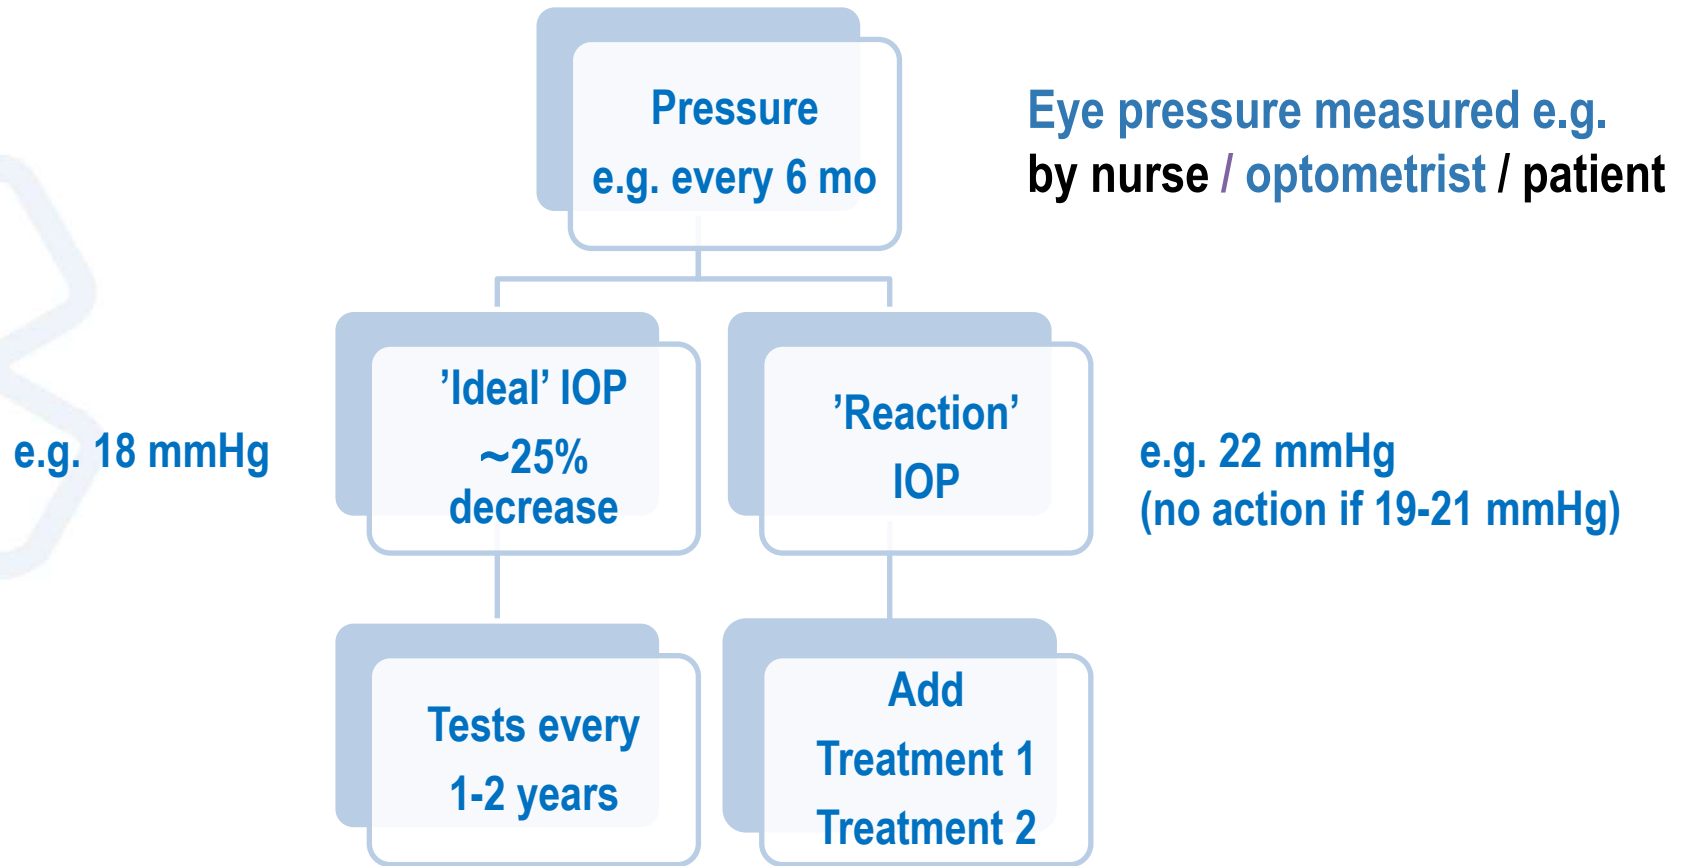 Pressure
e.g. every 6 mo
Eye pressure measured e.g.
by nurse / optometrist / patient
e.g. 18 mmHg
’Ideal’ IOP
~25%
decrease
’Reaction’
IOP
e.g. 22 mmHg
(no action if 19-21 mmHg)
Tests every
1-2 years
Add
Treatment 1
Treatment 2